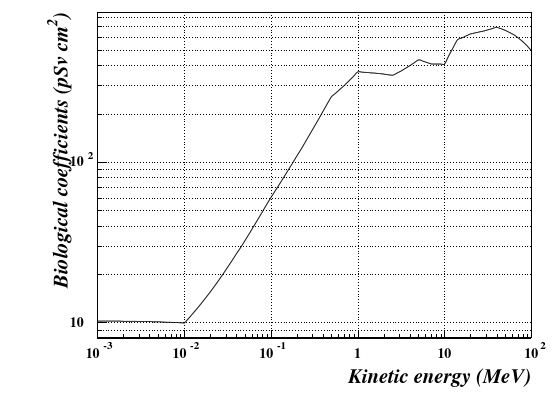 Biological coefficients (pSv cm²)
10 ²
10
10 ⁻³ 10 ⁻² 10 ⁻¹ 1 10 10 ²
Kinetic energy (MeV)